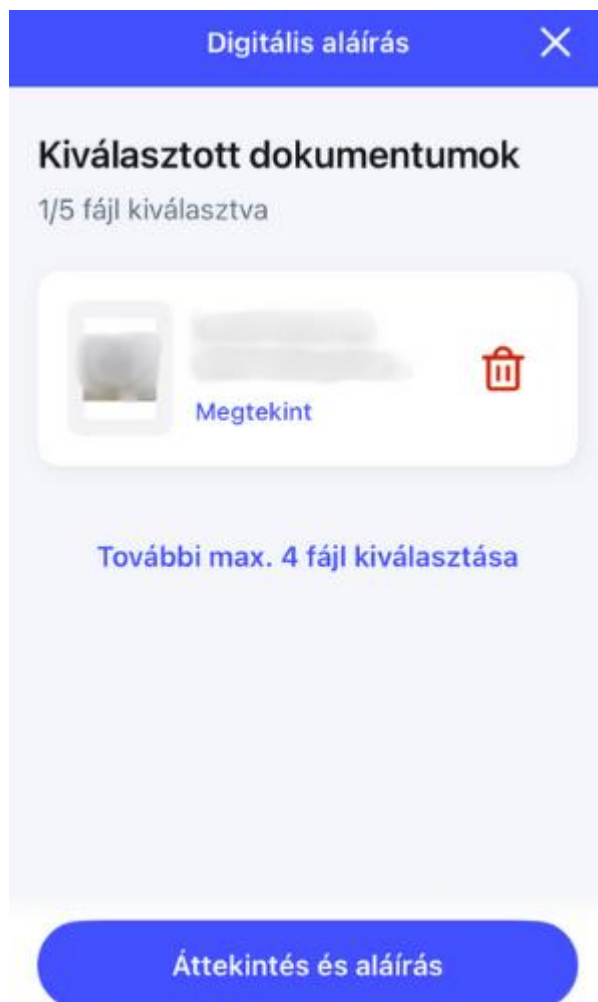 Digitális aláírás
Kiválasztott dokumentumok
1/5 fájl kiválasztva
Megtekint
További max. 4 fájl kiválasztása
Áttekintés és aláírás